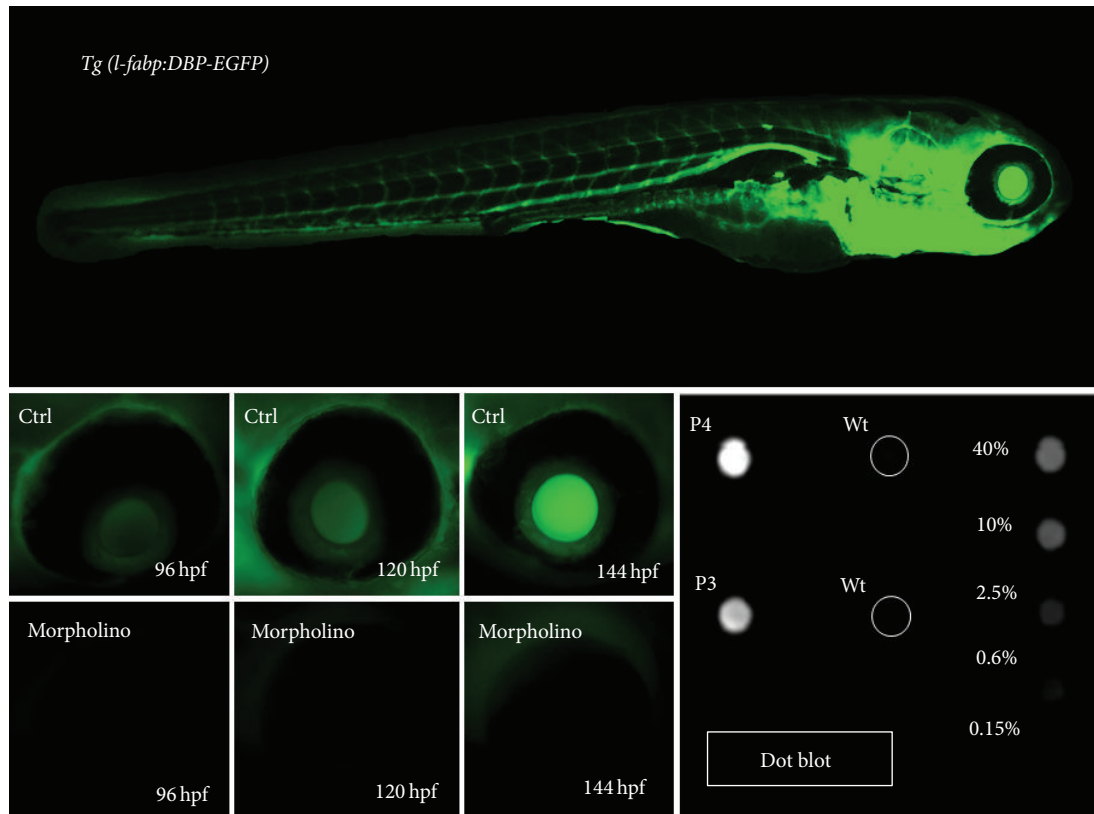 Tg (l-fabp:DBP-EGFP)
Ctrl
96 hpf
Ctrl
120 hpf
Ctrl
144 hpf
Morpholino
96 hpf
Morpholino
120 hpf
Morpholino
144 hpf
P4
Wt
40%
10%
P3
Wt
2.5%
0.6%
0.15%
Dot blot